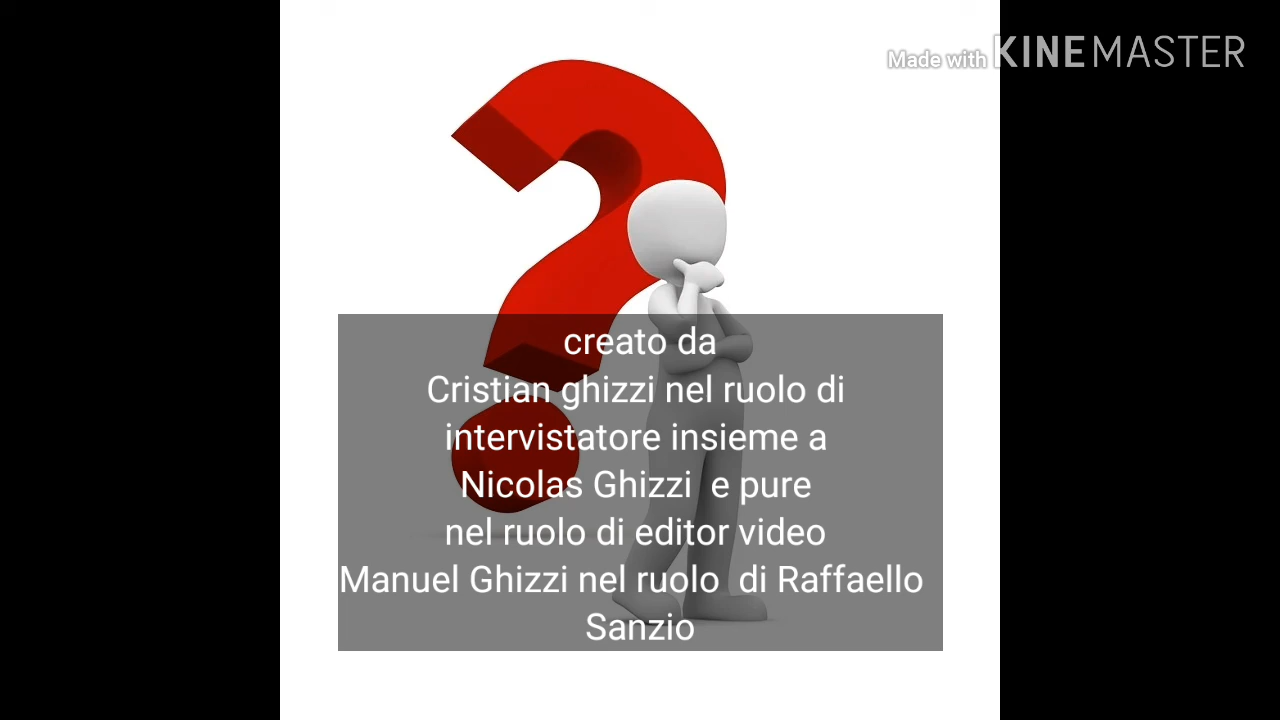 Made with KINEMASTER
creato da
Cristian ghizzi nel ruolo di
intervistatore insieme a
Nicolas Ghizzi  e pure
nel ruolo di editor video
Manuel Ghizzi nel ruolo  di Raffaello
Sanzio